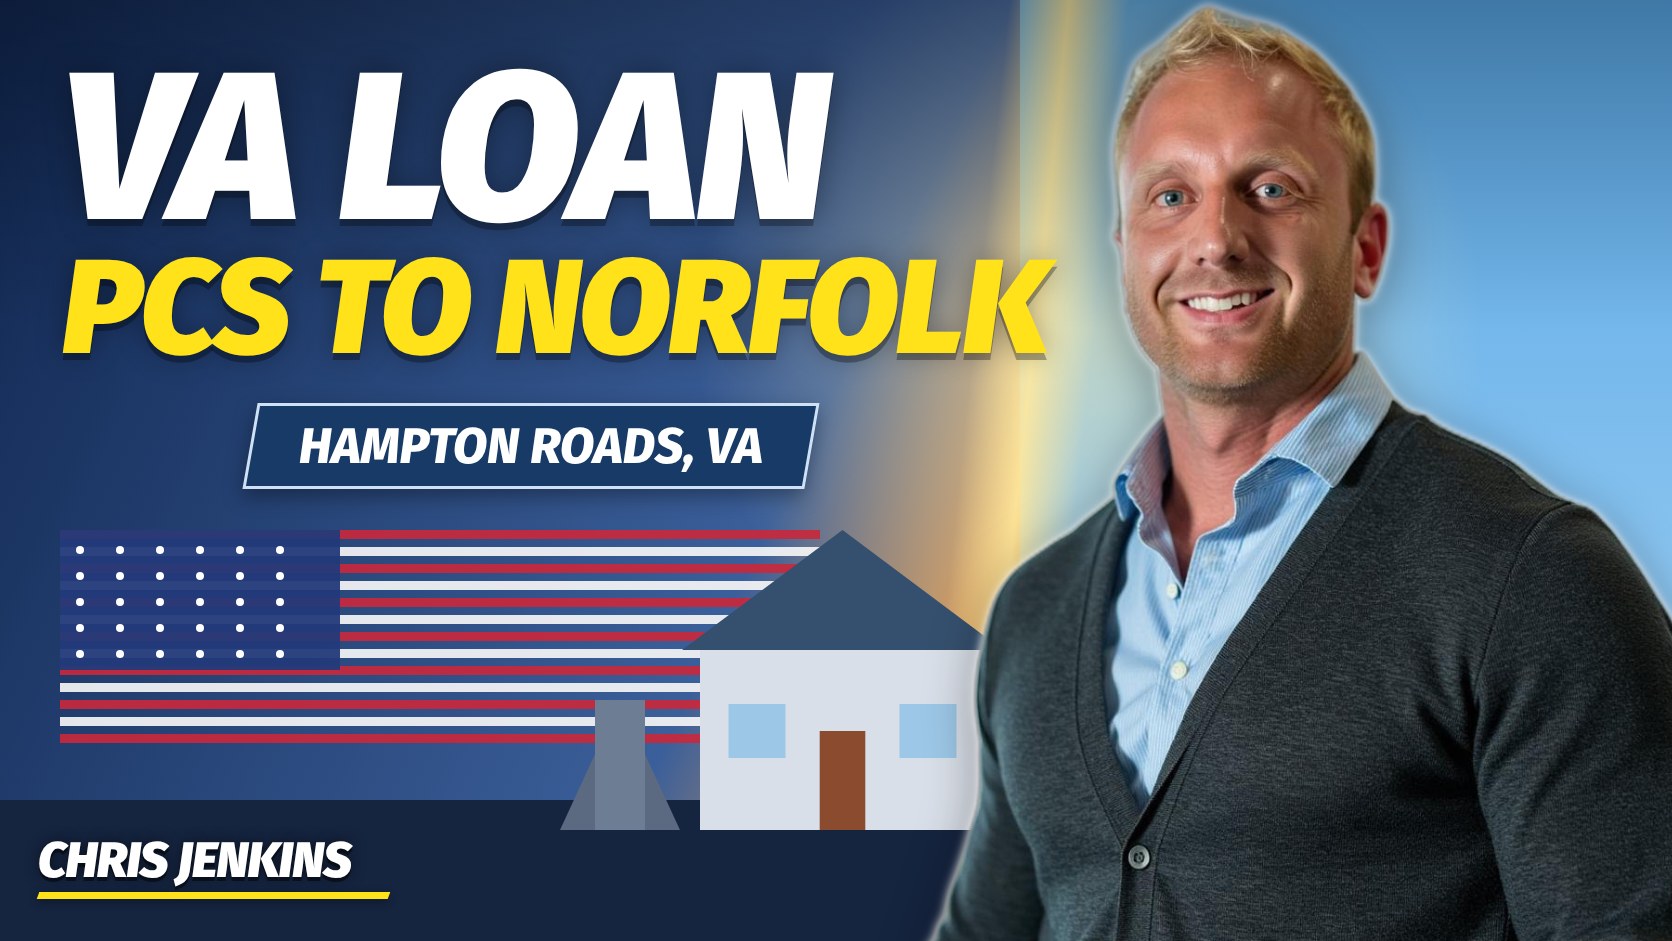 VA LOAN
PCS TO NORFOLK
HAMPTON ROADS, VA
CHRIS JENKINS